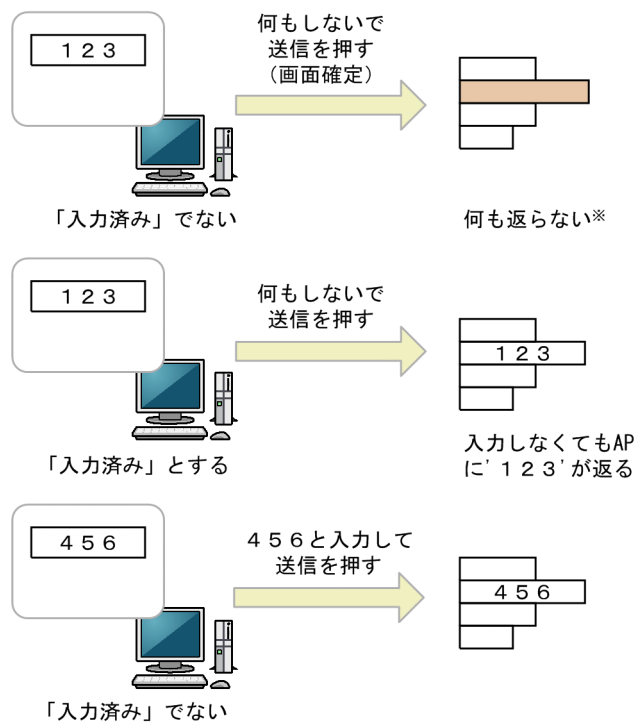 １２３
何もしないで
送信を押す
（画面確定）
「入力済み」でない
何も返らない※
１２３
何もしないで
送信を押す
１２３
「入力済み」とする
入力しなくてもAP
に'１２３'が返る
４５６
４５６と入力して
送信を押す
４５６
「入力済み」でない